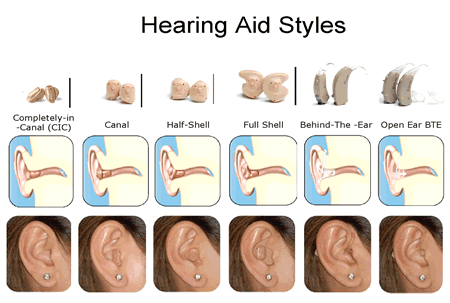 Hearing Aid Styles
Completely-in
-Canal (CIC)
Canal
Half-Shell
Full Shell
Behind-The -Ear
Open Ear BTE